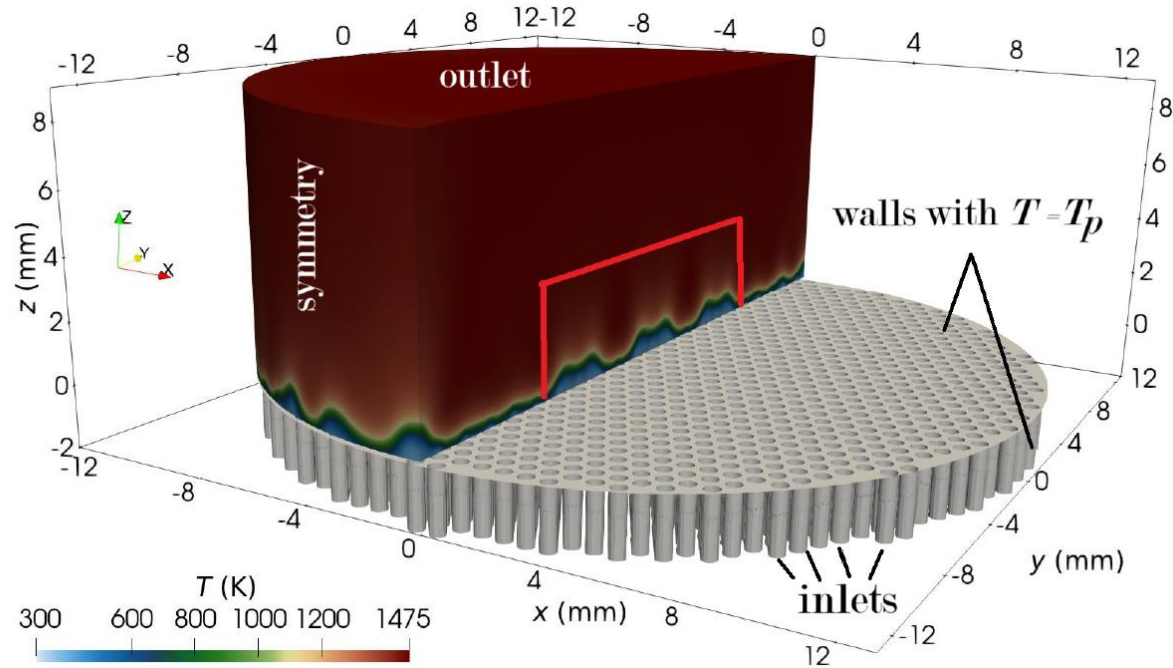 -12 -8 -4 0 4 8 12 -12 -8 -4 0 4 8 12
outlet
symmetry
walls with T = Tp
z (mm)
8
6
4
2
0
-2
8
6
4
2
0
Z
Y
X
-12 -8 -4 0 4 8 12
x (mm)
12
8
4
0
-4
-8
-12
y (mm)
inlets
T (K)
300 600 800 1000 1200 1475